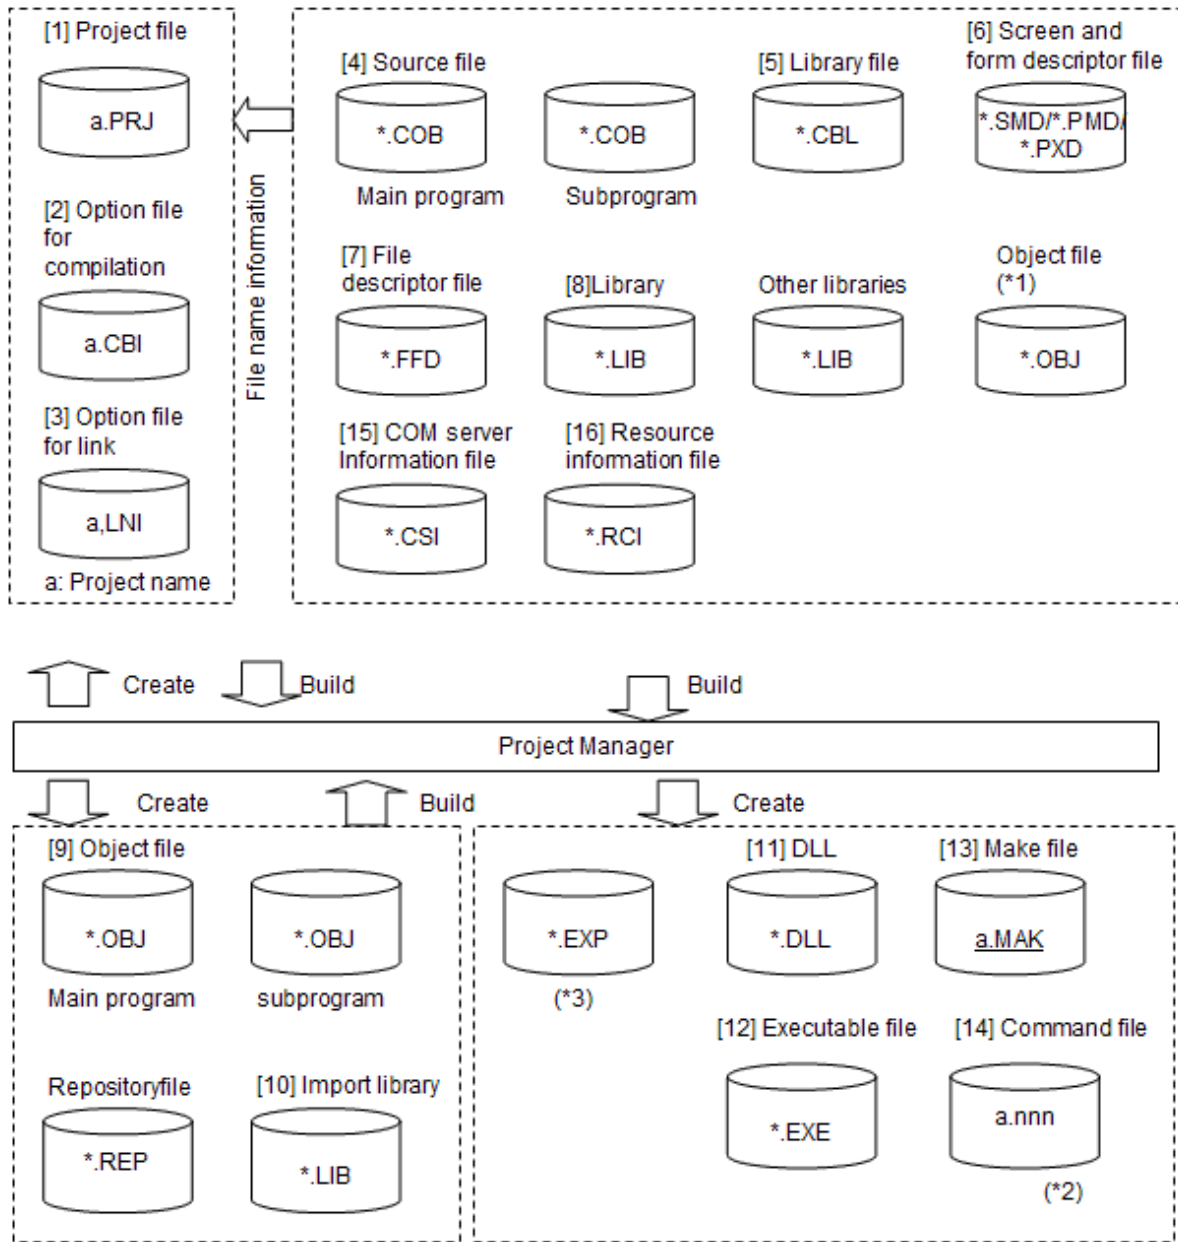 [1] Project file
a.PRJ
[2] Option file
for
compilation
a.CBI
[3] Option file
for link
a,LNI
a: Project name
File name information
[4] Source file
*.COB
Main program
*.COB
Subprogram
[5] Library file
*.CBL
[6] Screen and
form descriptor file
*.SMD/*.PMD/
*.PXD
[7] File
descriptor file
*.FFD
[8]Library
*.LIB
Other libraries
*.LIB
Object file
(*1)
*.OBJ
[15] COM server
Information file
*.CSI
[16] Resource
information file
*.RCI
Create
Build
Build
Project Manager
Create
Build
Create
[9] Object file
*.OBJ
Main program
*.OBJ
subprogram
Repositoryfile
*.REP
[10] Import library
*.LIB
*.EXP
(*3)
[11] DLL
*.DLL
[13] Make file
a.MAK
[12] Executable file
*.EXE
[14] Command file
a.nnn
(*2)